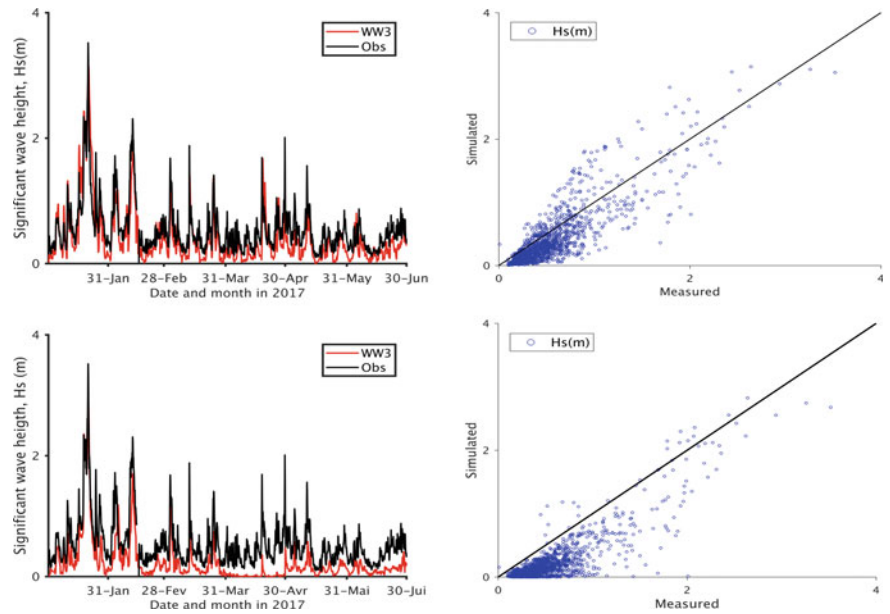 4
2
0
Significant wave height, Hs(m)
WW3
Obs
31-Jan 28-Feb 31-Mar 30-Apr 31-May 30-Jun
Date and month in 2017
4
2
0
Simulated
Hs(m)
0 2 4
Measured
4
2
0
Significant wave heigth, Hs (m)
WW3
Obs
31-Jan 28-Fev 31-Mar 30-Avr 31-Mai 30-Jui
Date and month in 2017
4
2
0
Simulated
Hs(m)
0 2 4
Measured